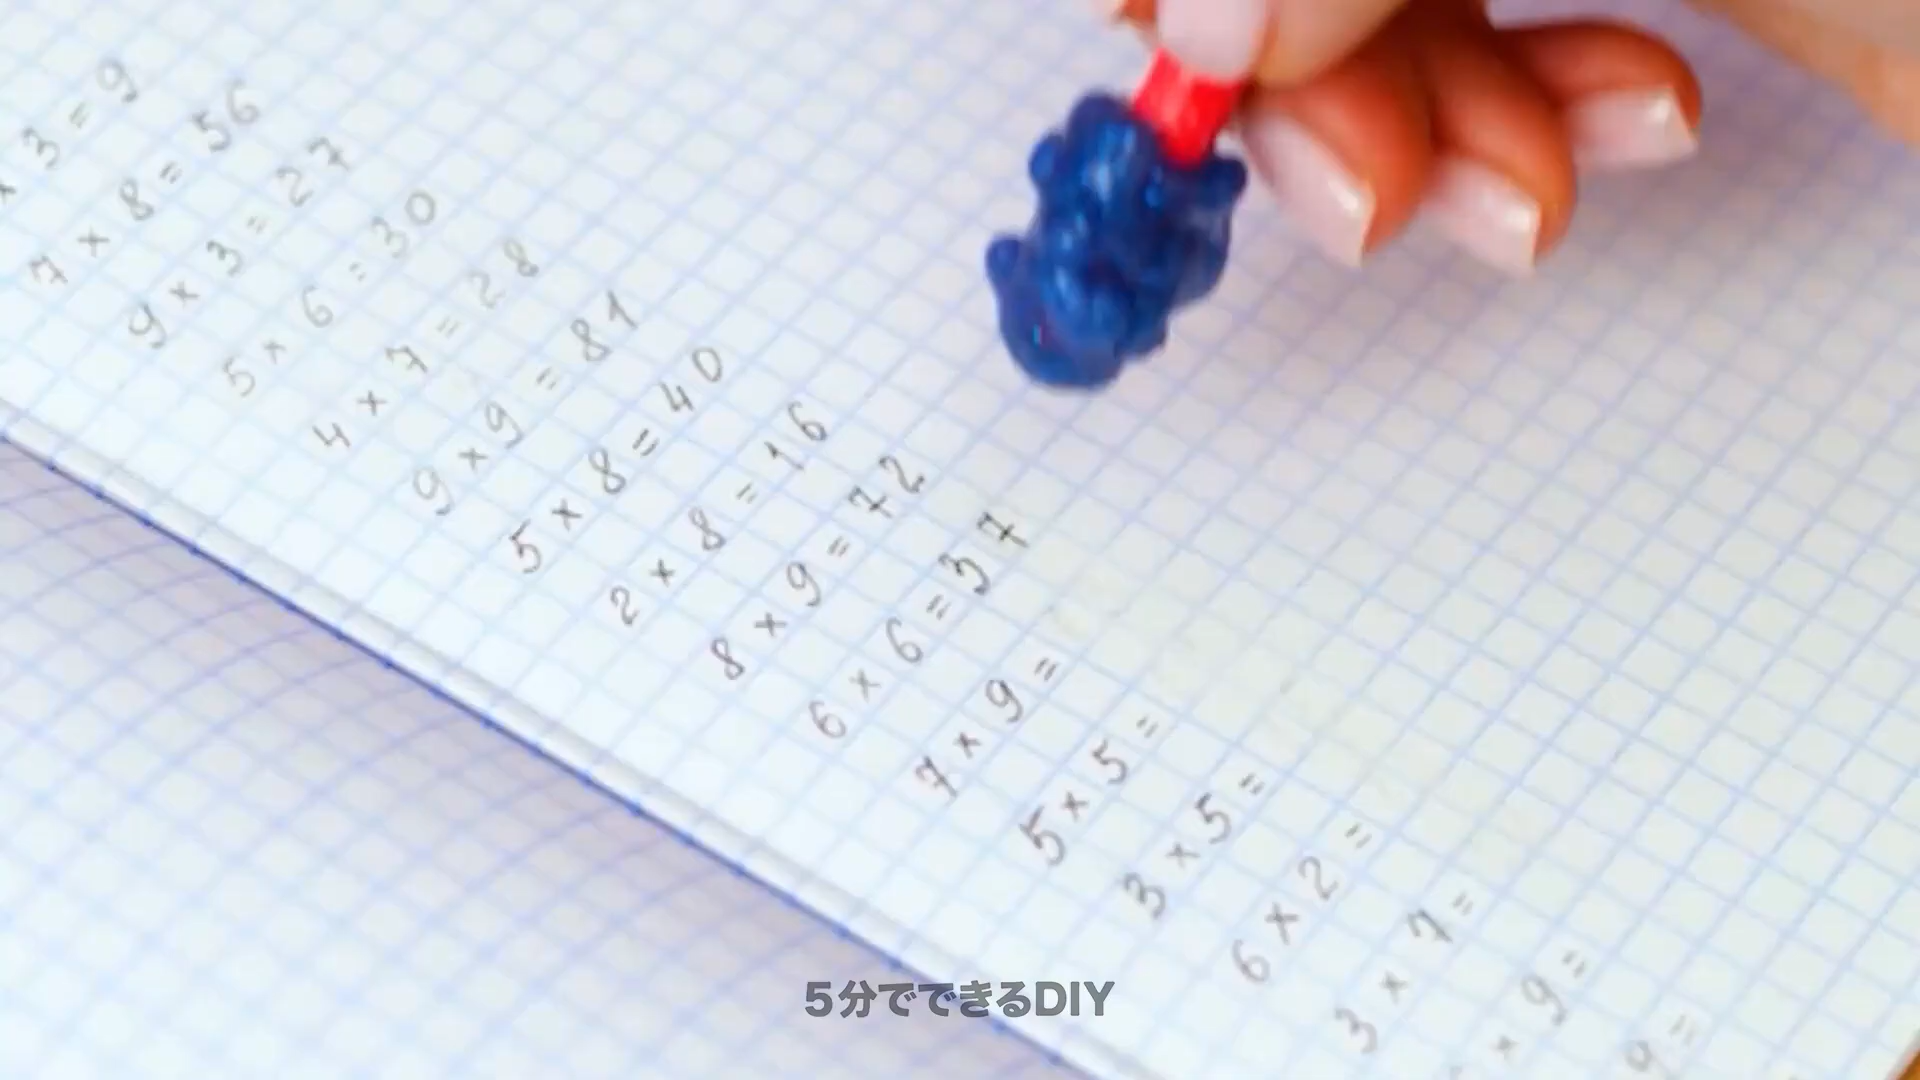 × 3 = 9
7 × 8 = 56
9 × 3 = 27
5 × 6 = 30
4 × 7 = 28
9 × 9 = 81
5 × 8 = 40
2 × 8 = 16
8 × 9 = 72
6 × 6 = 37
7 × 9 =
5 × 5 =
3 × 5 =
6 × 2 =
3 × 7 =
× 9 =
9 =
5分でできるDIY